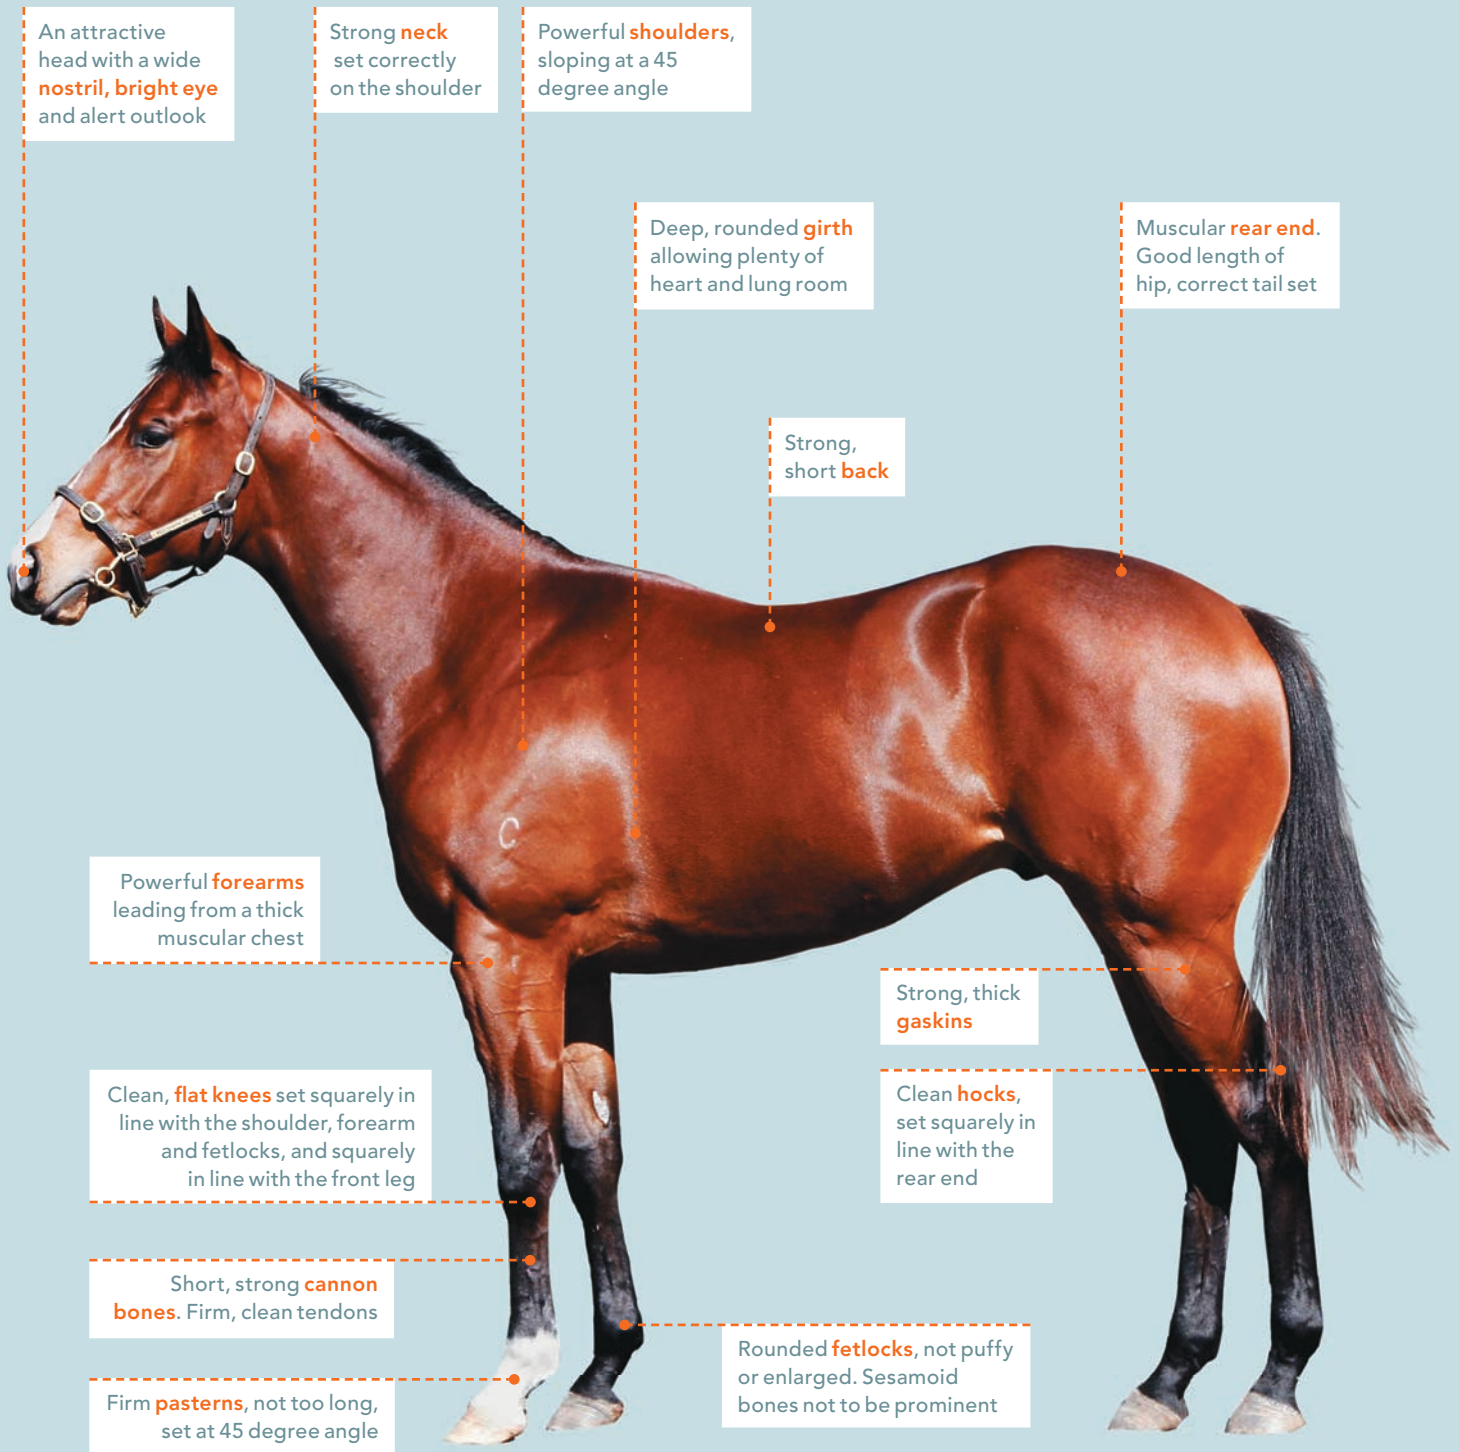 An attractive
head with a wide
nostril, bright eye
and alert outlook
Strong neck
set correctly
on the shoulder
Powerful shoulders,
sloping at a 45
degree angle
Deep, rounded girth
allowing plenty of
heart and lung room
Muscular rear end.
Good length of
hip, correct tail set
Strong,
short back
C
Powerful forearms
leading from a thick
muscular chest
Strong, thick
gaskins
Clean, flat knees set squarely in
line with the shoulder, forearm
and fetlocks, and squarely
in line with the front leg
Clean hocks,
set squarely in
line with the
rear end
Short, strong cannon
bones. Firm, clean tendons
Rounded fetlocks, not puffy
or enlarged. Sesamoid
bones not to be prominent
Firm pasterns, not too long,
set at 45 degree angle